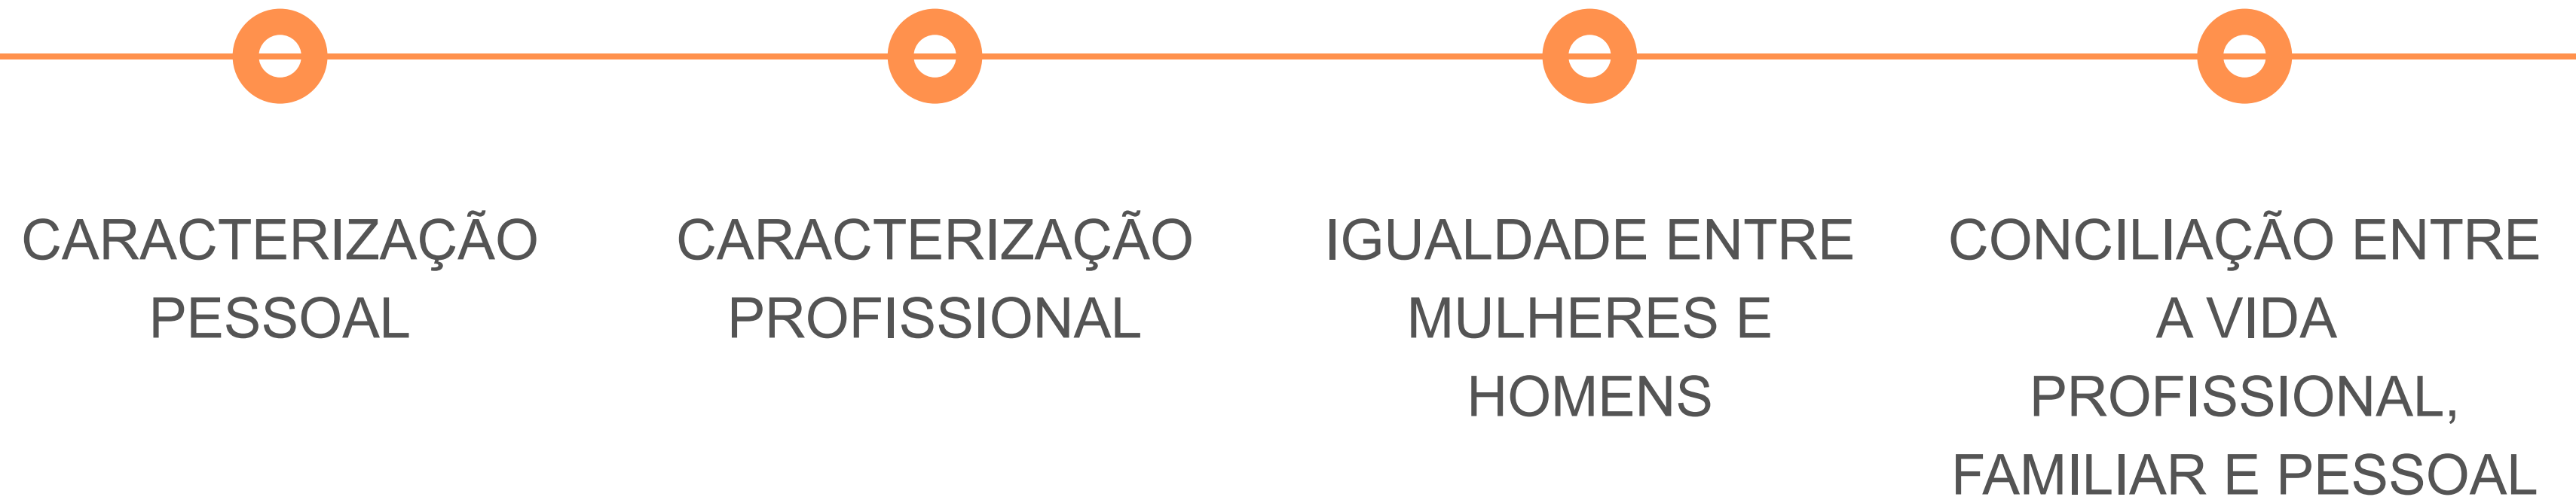 CARACTERIZAÇÃO
PESSOAL
CARACTERIZAÇÃO
PROFISSIONAL
IGUALDADE ENTRE
MULHERES E
HOMENS
CONCILIAÇÃO ENTRE
A VIDA
PROFISSIONAL,
FAMILIAR E PESSOAL